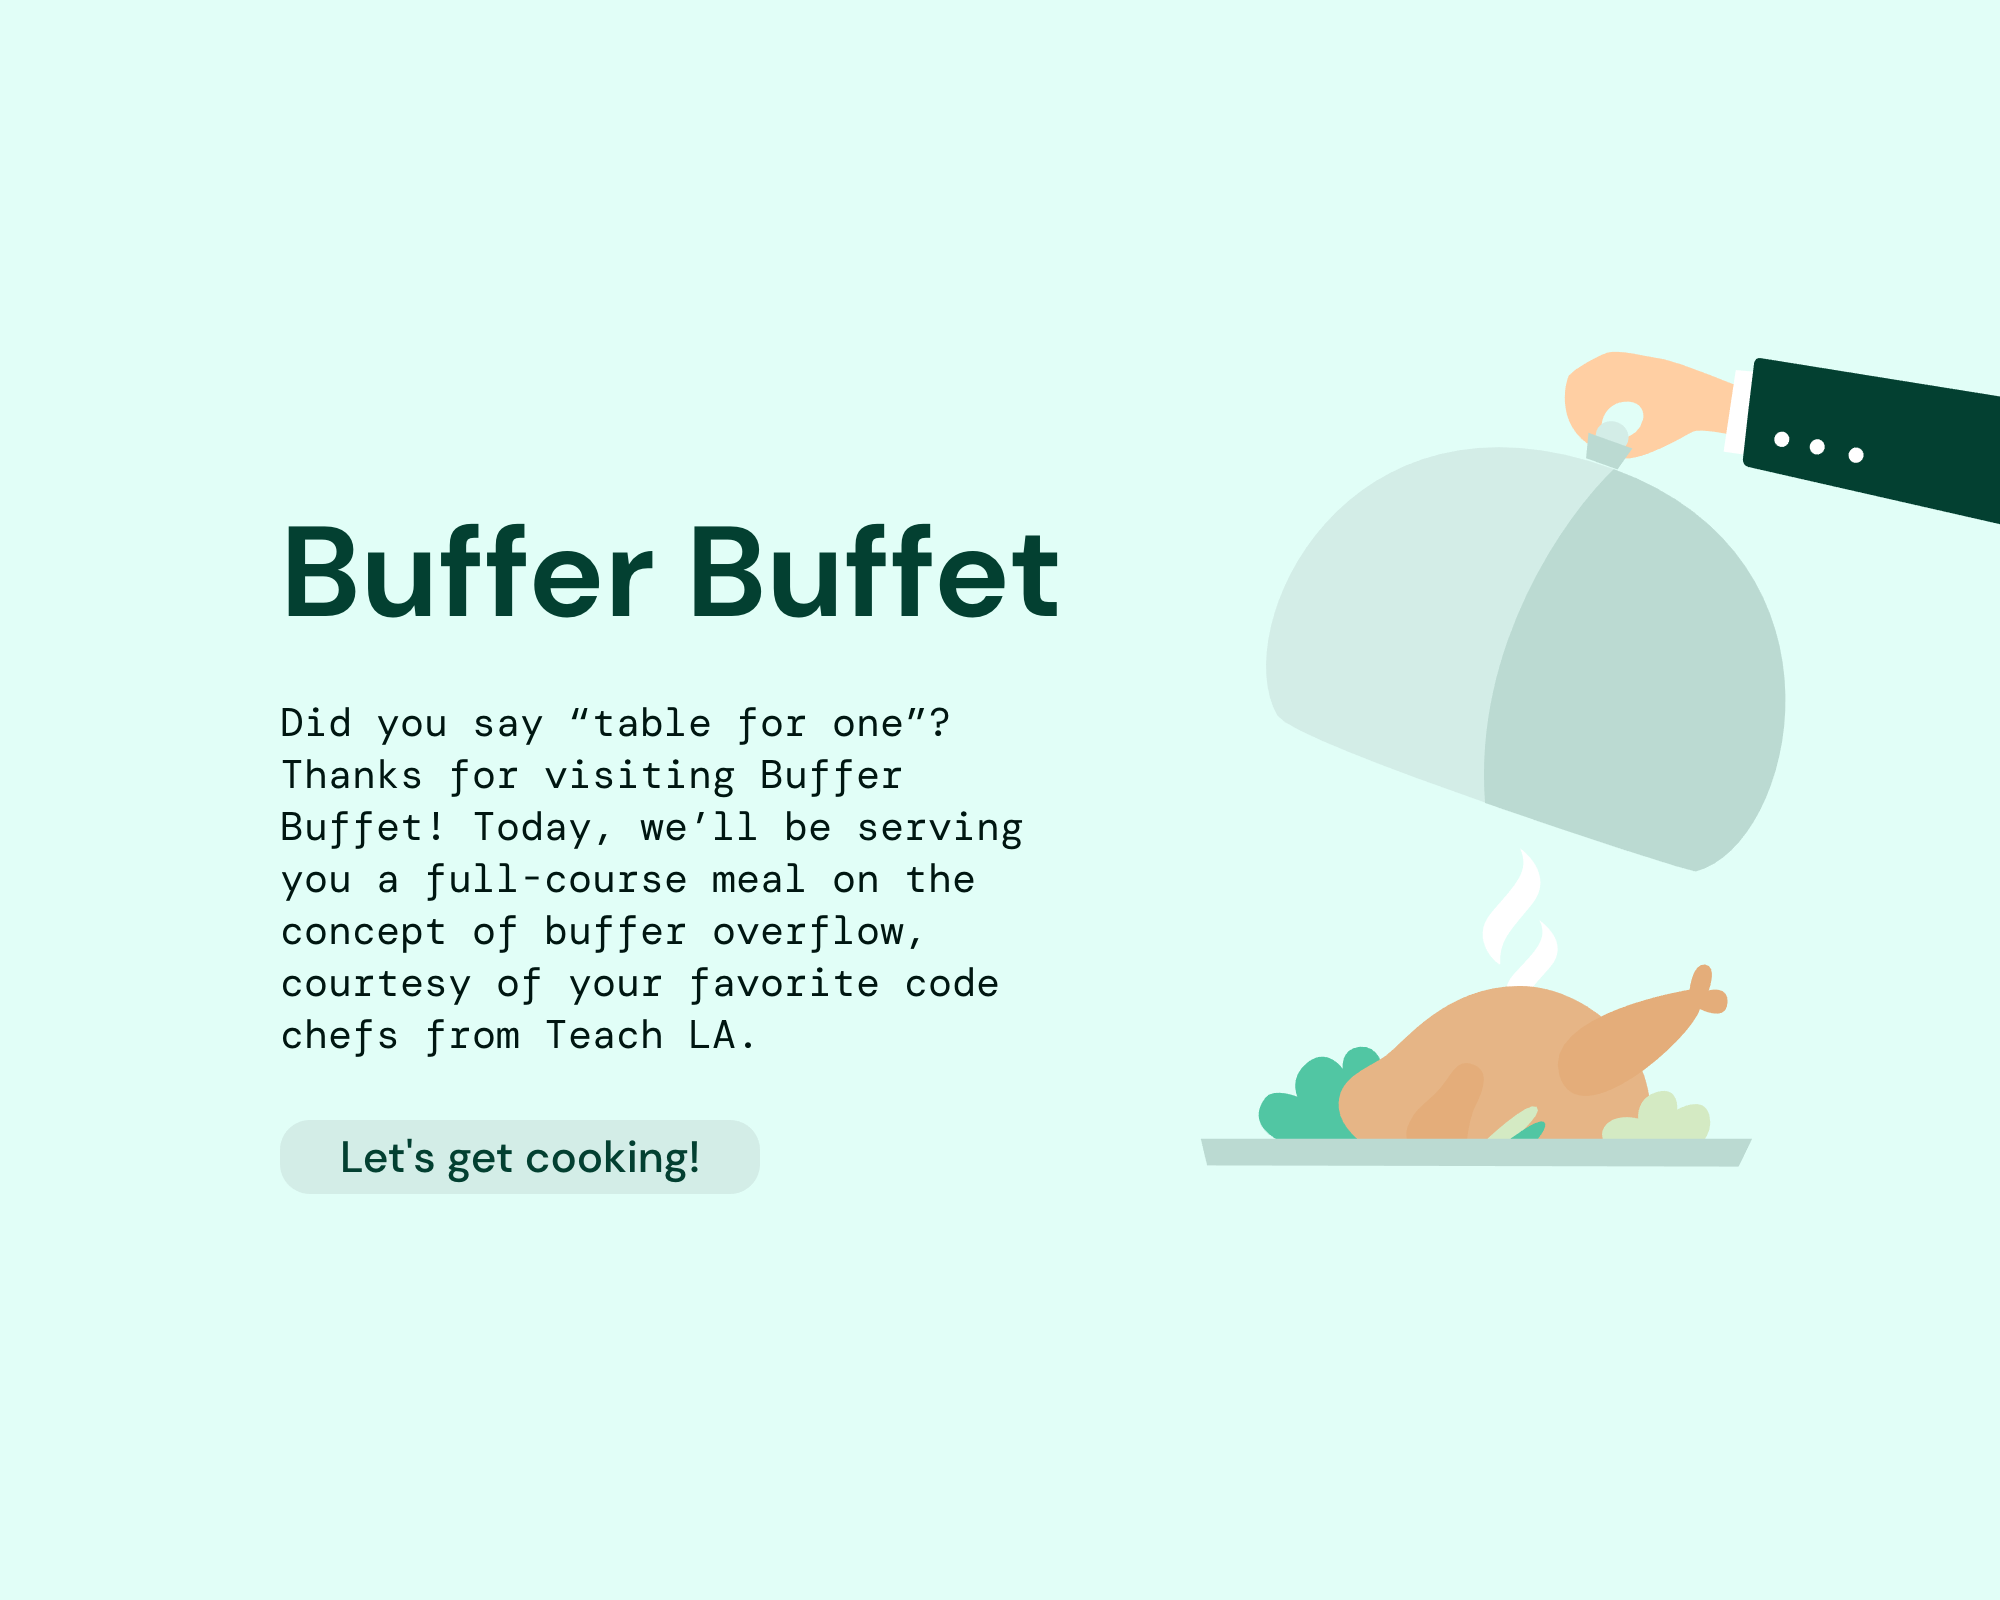 Buffer Buffet
Did you say “table for one”?
Thanks for visiting Buffer
Buffet! Today, we’ll be serving
you a full-course meal on the
concept of buffer overflow,
courtesy of your favorite code
chefs from Teach LA.
Let's get cooking!